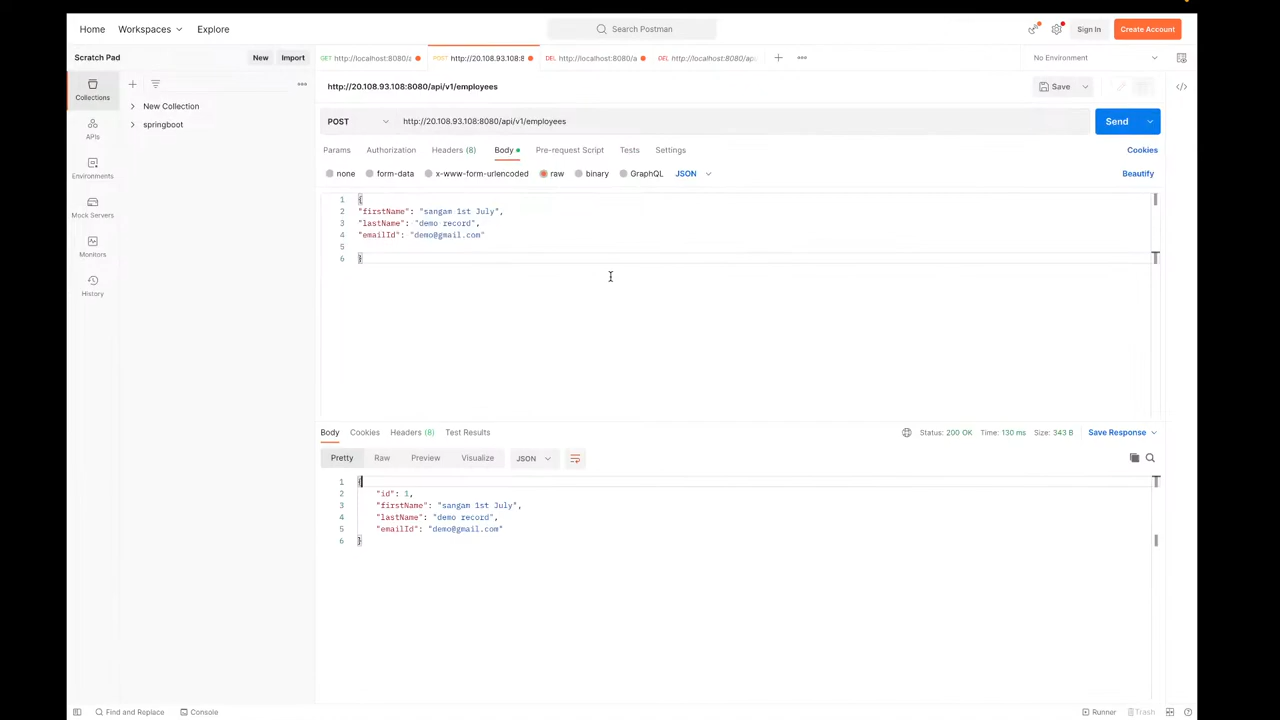 Home Workspaces Explore Search Postman Sign In Create Account
Scratch Pad New Import
GET http://localhost:8080/a POST http://20.108.93.108:8 DEL http://localhost:8080/a DEL http://localhost:8080/ap No Environment
Collections
APIs
Environments
Mock Servers
Monitors
History
New Collection
springboot
http://20.108.93.108:8080/api/v1/employees Save
POST http://20.108.93.108:8080/api/v1/employees Send
Params Authorization Headers (8) Body Pre-request Script Tests Settings Cookies
none form-data x-www-form-urlencoded raw binary GraphQL JSON Beautify
1 {
2 "firstName": "sangam 1st July",
3 "lastName": "demo record",
4 "emailId": "demo@gmail.com"
5
6 }
Body Cookies Headers (8) Test Results Status: 200 OK Time: 130 ms Size: 343 B Save Response
Pretty Raw Preview Visualize JSON
1 {
2 "id": 1,
3 "firstName": "sangam 1st July",
4 "lastName": "demo record",
5 "emailId": "demo@gmail.com"
6 }
Find and Replace Console Runner Trash